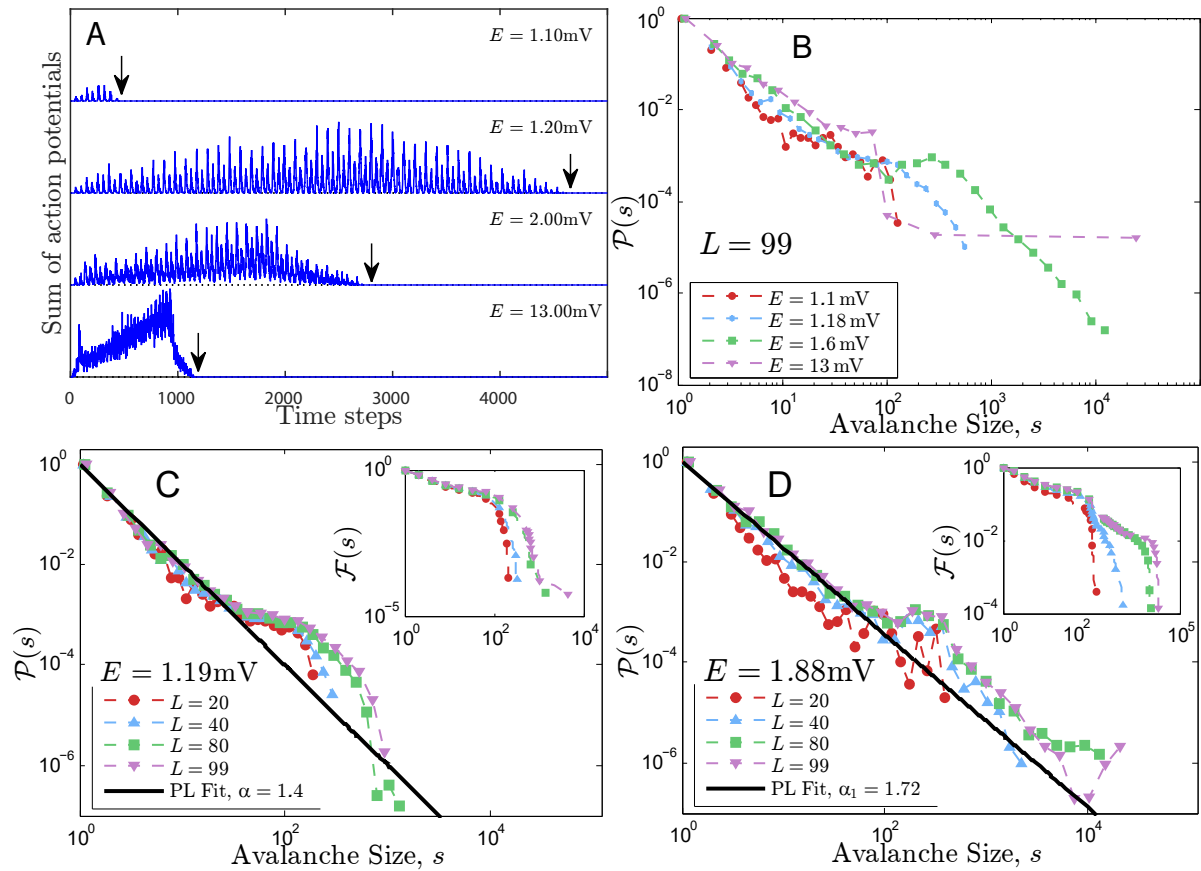 A
E = 1.10mV
E = 1.20mV
E = 2.00mV
E = 13.00mV
Sum of action potentials
0
1000
2000
3000
4000
Time steps
B
10^0
10^-2
10^-4
10^-6
10^-8
P(s)
L = 99
E = 1.1 mV
E = 1.18 mV
E = 1.6 mV
E = 13 mV
10^0
10^1
10^2
10^3
10^4
Avalanche Size, s
C
10^0
10^-2
10^-4
10^-6
P(s)
10^0
10^-5
F(s)
10^0
10^2
10^4
E = 1.19mV
L = 20
L = 40
L = 80
L = 99
PL Fit, α = 1.4
10^0
10^2
10^4
Avalanche Size, s
D
10^0
10^-2
10^-4
10^-6
P(s)
10^0
10^-2
10^-4
F(s)
10^0
10^2
10^5
E = 1.88mV
L = 20
L = 40
L = 80
L = 99
PL Fit, α₁ = 1.72
10^0
10^2
10^4
Avalanche Size, s